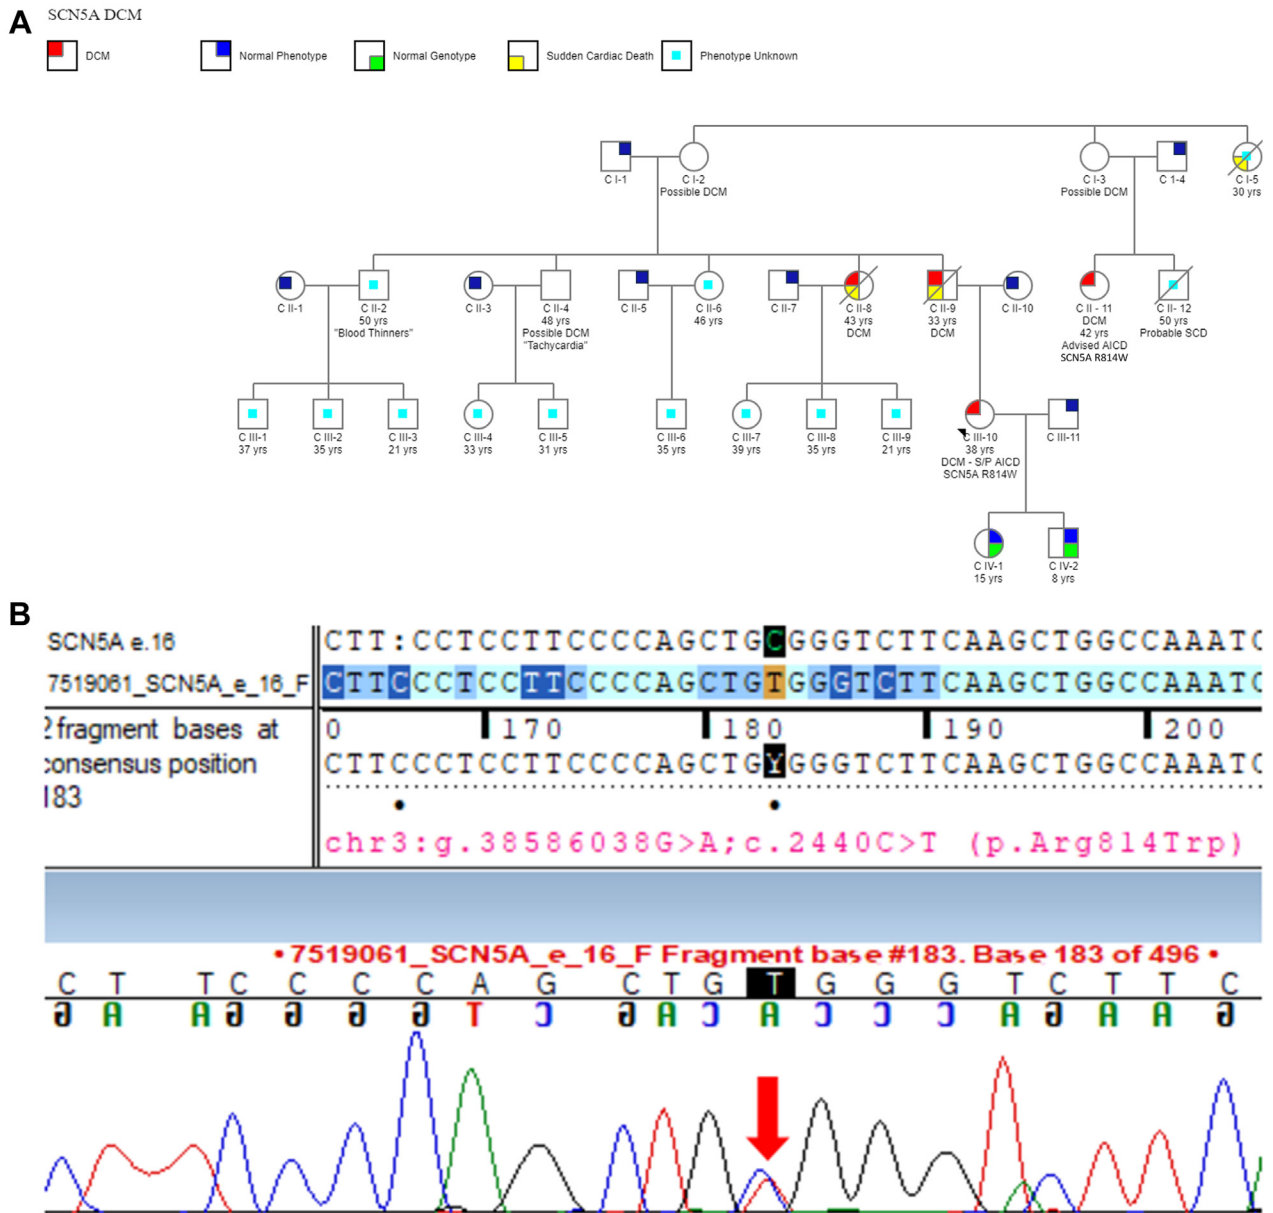 A
SCN5A DCM
DCM
Normal Phenotype
Normal Genotype
Sudden Cardiac Death
Phenotype Unknown
C I-1
C I-2
Possible DCM
C I-3
Possible DCM
C 1-4
C I-5
30 yrs
C II-1
C II-2
50 yrs
"Blood Thinners"
C II-3
C II-4
48 yrs
Possible DCM
"Tachycardia"
C II-5
C II-6
46 yrs
C II-7
C II-8
43 yrs
DCM
C II-9
33 yrs
DCM
C II-10
C II - 11
DCM
42 yrs
Advised AICD
SCN5A R814W
C II- 12
50 yrs
Probable SCD
C III-1
37 yrs
C III-2
35 yrs
C III-3
21 yrs
C III-4
33 yrs
C III-5
31 yrs
C III-6
35 yrs
C III-7
39 yrs
C III-8
35 yrs
C III-9
21 yrs
C III-10
38 yrs
DCM - S/P AICD
SCN5A R814W
C III-11
C IV-1
15 yrs
C IV-2
8 yrs
B
SCN5A e.16
CTT:CCTCCTTCCCCAGCTGCGGGTCTTCAAGCTGGCCAAATC
7519061_SCN5A_e_16_F
CTTCCCTCCTTCCCCAGCTGTGGGTCTTCAAGCTGGCCAAATC
2 fragment bases at
consensus position
183
0 170 180 190 200
CTTCCCTCCTTCCCCAGCTGYGGGTCTTCAAGCTGGCCAAATC
chr3:g.38586038G>A;c.2440C>T (p.Arg814Trp)
•7519061_SCN5A_e_16_F Fragment base #183. Base 183 of 496 •
C T T C C C C A G C T G T G G G T C T T C
G A A G G G G T C G A C A C C C A G A A G